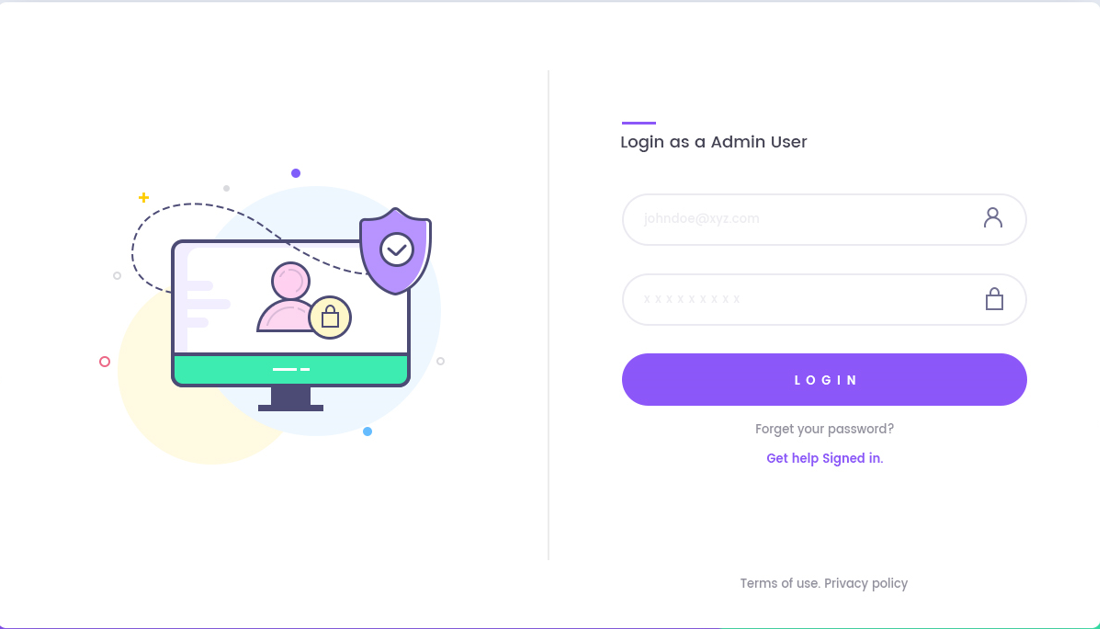 Login as a Admin User
johndoe@xyz.com
x x x x x x x x x
LOGIN
Forget your password?
Get help Signed in.
Terms of use. Privacy policy